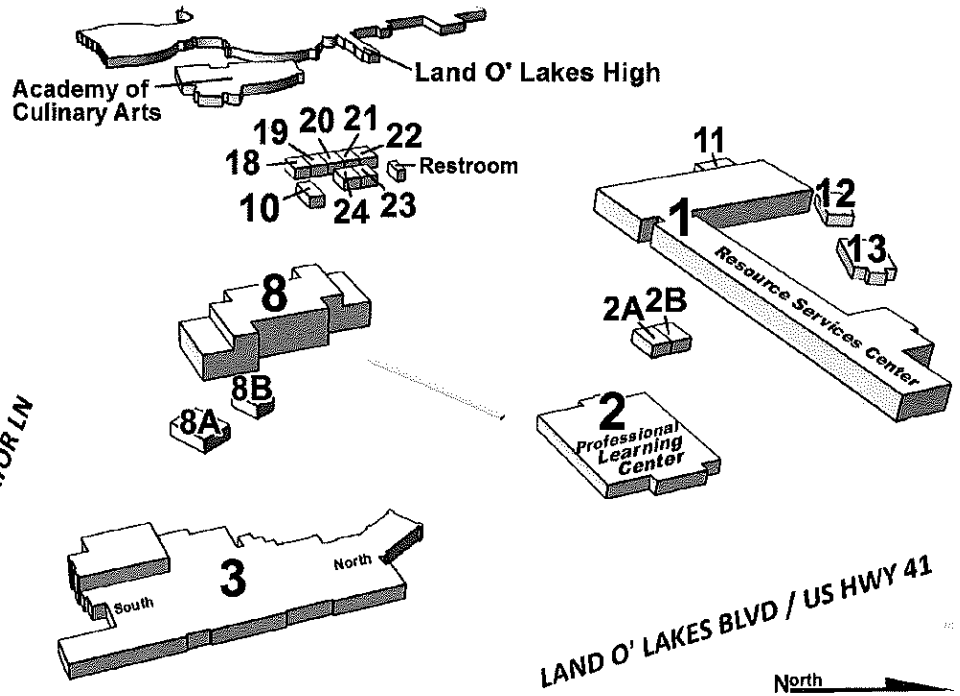 Land O' Lakes High
Academy of
Culinary Arts
18
19
20
21
22
Restroom
10
24
23
11
12
1
13
Resource Services Center
8
2A
2B
8B
8A
2
Professional
Learning
Center
3
North
South
LAND O' LAKES BLVD / US HWY 41
North